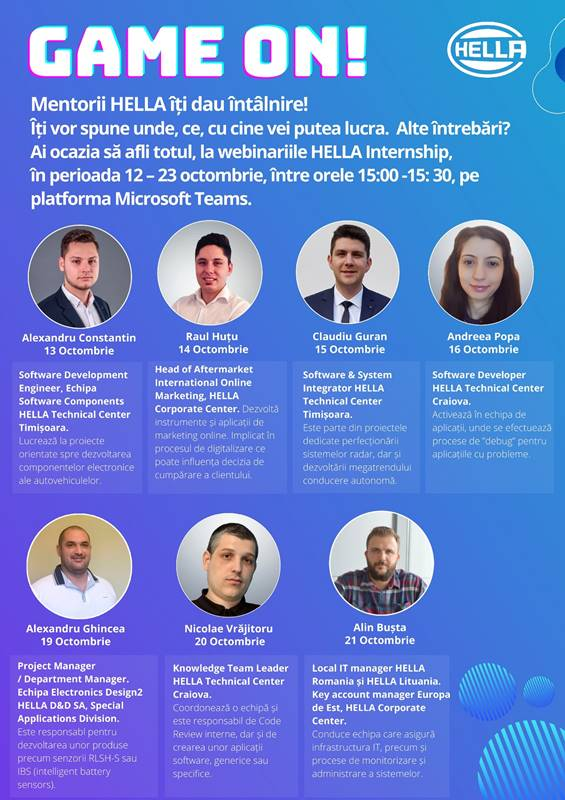 GAME ON!
HELLA
Mentorii HELLA îți dau întâlnire!
Îți vor spune unde, ce, cu cine vei putea lucra. Alte întrebări?
Ai ocazia să afli totul, la webinariile HELLA Internship,
în perioada 12 – 23 octombrie, între orele 15:00 -15: 30, pe
platforma Microsoft Teams.
Alexandru Constantin
13 Octombrie
Software Development
Engineer, Echipa
Software Components
HELLA Technical Center
Timișoara.
Lucrează la proiecte
orientate spre dezvoltarea
componentelor electronice
ale autovehiculelor.
Raul Huțu
14 Octombrie
Head of Aftermarket
International Online
Marketing, HELLA
Corporate Center. Dezvoltă
instrumente și aplicații de
marketing online. Implicat în
procesul de digitalizare ce
poate influența decizia de
cumpărare a clientului.
Claudiu Guran
15 Octombrie
Software & System
Integrator HELLA
Technical Center
Timișoara.
Este parte din proiectele
dedicate perfecționării
sistemelor radar, dar și
dezvoltării megatrendului
conducere autonomă.
Andreea Popa
16 Octombrie
Software Developer
HELLA Technical Center
Craiova.
Activează în echipa de
aplicații, unde se efectuează
procese de "debug" pentru
aplicațiile cu probleme.
Alexandru Ghincea
19 Octombrie
Project Manager
/ Department Manager.
Echipa Electronics Design2
HELLA D&D SA, Special
Applications Division.
Este responsabl pentru
dezvoltarea unor produse
precum senzorii RLSH-S sau
IBS (intelligent battery
sensors).
Nicolae Vrăjitoru
20 Octombrie
Knowledge Team Leader
HELLA Technical Center
Craiova.
Coordonează o echipă și
este responsabil de Code
Review interne, dar și de
crearea unor aplicații
software, generice sau
specifice.
Alin Bușta
21 Octombrie
Local IT manager HELLA
Romania și HELLA Lituania.
Key account manager Europa
de Est, HELLA Corporate
Center.
Conduce echipa care asigură
infrastructura IT, precum și
procese de monitorizare și
administrare a sistemelor.